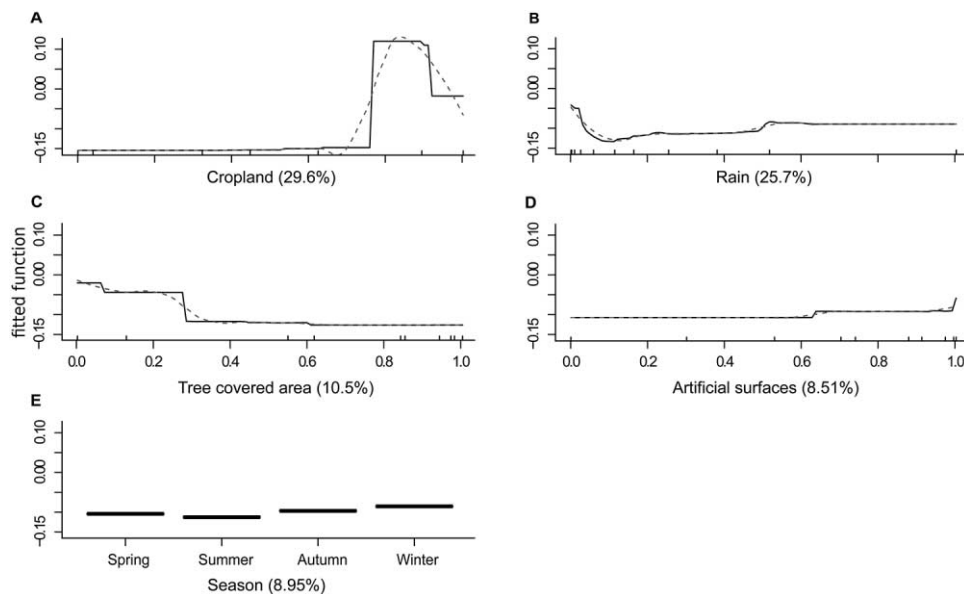 A
B
0.10
0.00
-0.15
0.10
0.00
-0.15
Cropland (29.6%)
Rain (25.7%)
C
D
fitted function
0.10
0.00
-0.15
0.10
0.00
-0.15
0.0 0.2 0.4 0.6 0.8 1.0
0.0 0.2 0.4 0.6 0.8 1.0
Tree covered area (10.5%)
Artificial surfaces (8.51%)
E
0.10
0.00
-0.15
Spring Summer Autumn Winter
Season (8.95%)